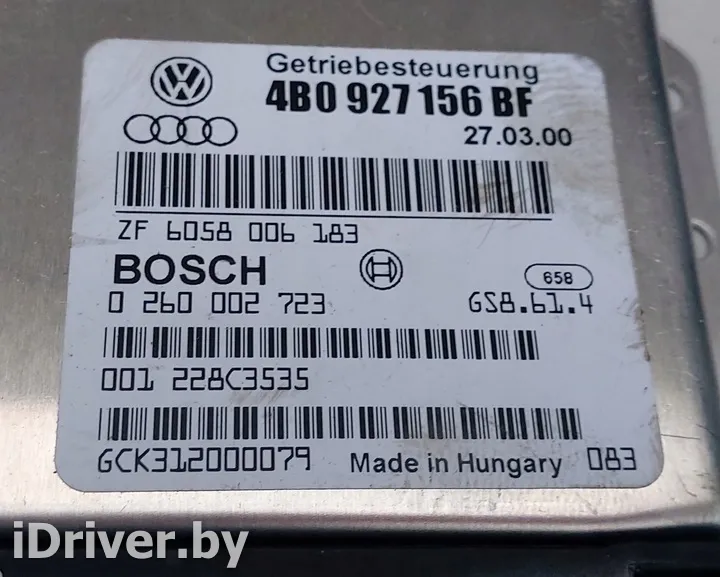 Getriebesteuerung
4B0 927 156 BF
27.03.00
ZF 6058 006 183
BOSCH
658
0 260 002 723 GS8.61.4
001 228C3535
GCK312000079 Made in Hungary 083
iDriver.by